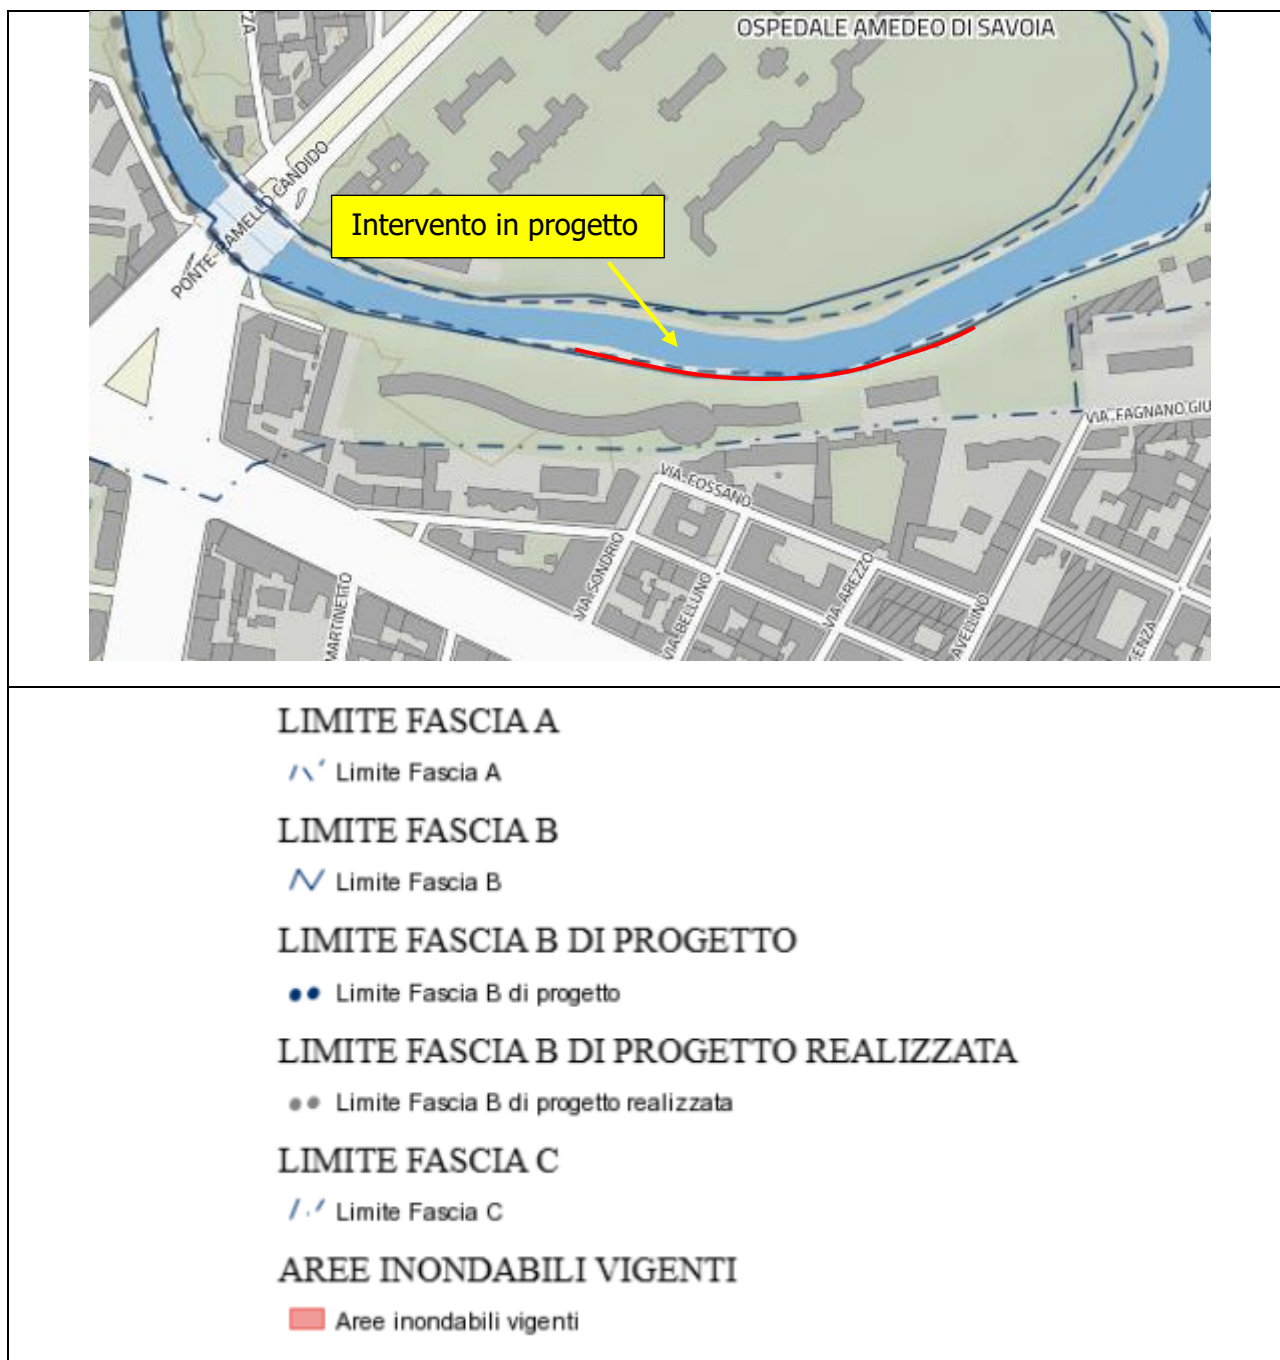 ZZA
OSPEDALE AMEDEO DI SAVOIA
PONTE RAMELLO CANDIDO
Intervento in progetto
VIA FAGNANO GIU
VIA FOSSANO
VIA SONDRIO
VIA BELLUNO
VIA AREZZO
AVELLINO
ENZA
MARTINETTO
LIMITE FASCIA A
Limite Fascia A
LIMITE FASCIA B
Limite Fascia B
LIMITE FASCIA B DI PROGETTO
Limite Fascia B di progetto
LIMITE FASCIA B DI PROGETTO REALIZZATA
Limite Fascia B di progetto realizzata
LIMITE FASCIA C
Limite Fascia C
AREE INONDABILI VIGENTI
Aree inondabili vigenti